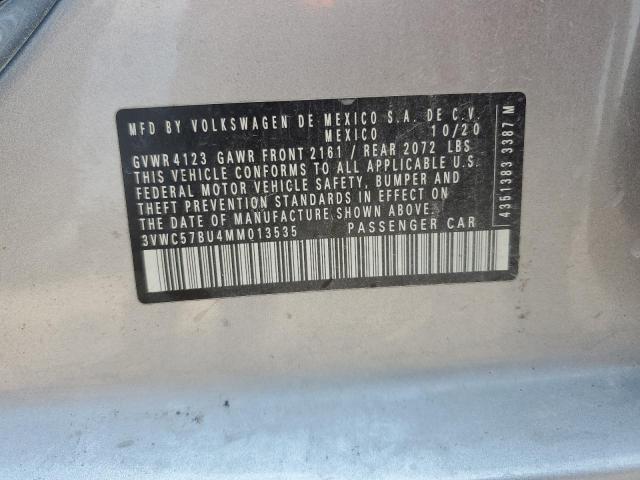 MFD BY VOLKSWAGEN DE MEXICO S.A. DE C.V.
MEXICO 10/20
GVWR 4123 GAWR FRONT 2161 / REAR 2072 LBS
THIS VEHICLE CONFORMS TO ALL APPLICABLE U.S.
FEDERAL MOTOR VEHICLE SAFETY, BUMPER AND
THEFT PREVENTION STANDARDS IN EFFECT ON
THE DATE OF MANUFACTURE SHOWN ABOVE.
3VWC57BU4MM013535 PASSENGER CAR
4351383 3387 M